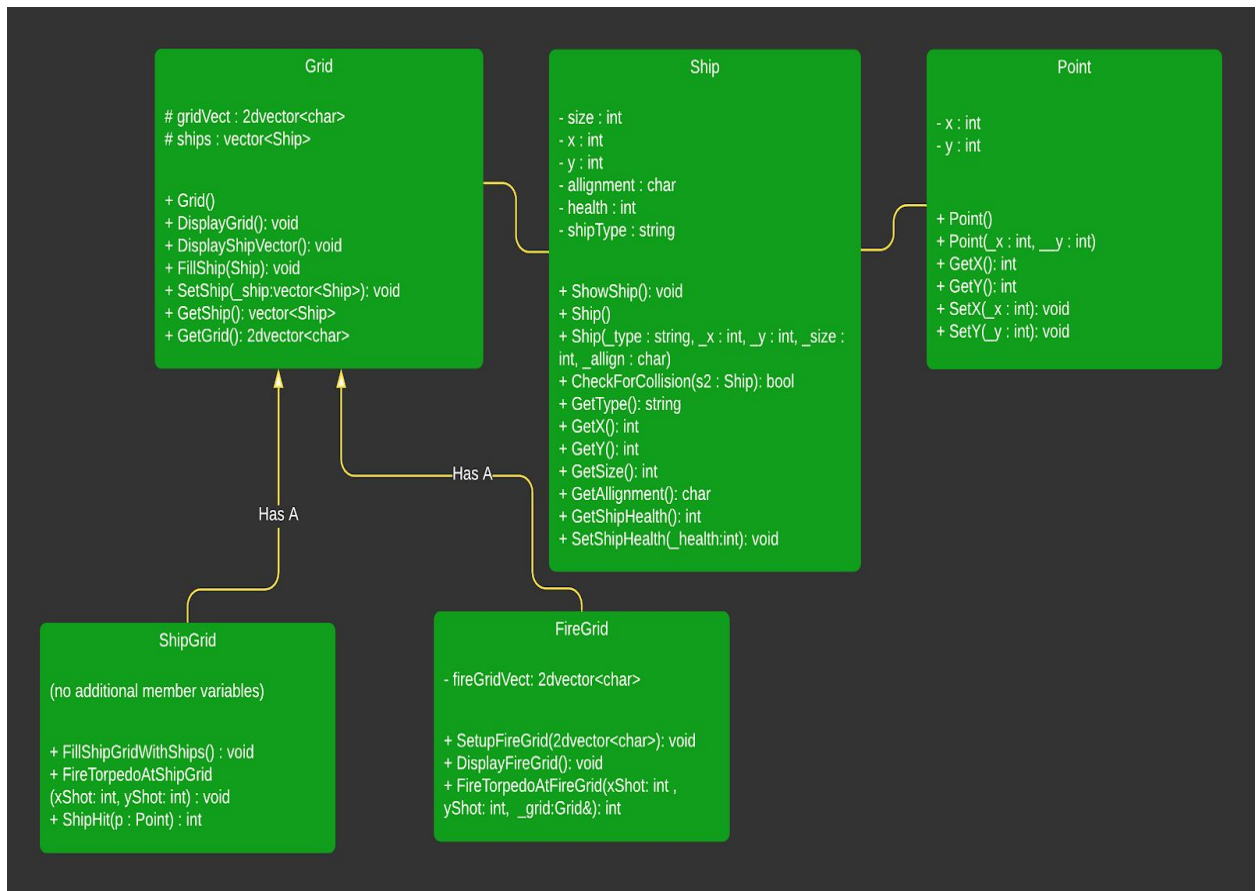 Grid
# gridVect : 2dvector<char>
# ships : vector<Ship>
+ Grid()
+ DisplayGrid(): void
+ DisplayShipVector(): void
+ FillShip(Ship): void
+ SetShip(_ship:vector<Ship>): void
+ GetShip(): vector<Ship>
+ GetGrid(): 2dvector<char>
Ship
- size : int
- x : int
- y : int
- allignment : char
- health : int
- shipType : string
+ ShowShip(): void
+ Ship()
+ Ship(_type : string, _x : int, _y : int, _size :
int, _align : char)
+ CheckForCollision(s2 : Ship): bool
+ GetType(): string
+ GetX(): int
+ GetY(): int
+ GetSize(): int
+ GetAllignment(): char
+ GetShipHealth(): int
+ SetShipHealth(_health:int): void
Point
- x : int
- y : int
+ Point()
+ Point(_x : int, __y : int)
+ GetX(): int
+ GetY(): int
+ SetX(_x : int): void
+ SetY(_y : int): void
Has A
Has A
ShipGrid
(no additional member variables)
+ FillShipGridWithShips() : void
+ FireTorpedoAtShipGrid
(xShot: int, yShot: int) : void
+ ShipHit(p : Point) : int
FireGrid
- fireGridVect: 2dvector<char>
+ SetupFireGrid(2dvector<char>): void
+ DisplayFireGrid(): void
+ FireTorpedoAtFireGrid(xShot: int ,
yShot: int, _grid:Grid&): int